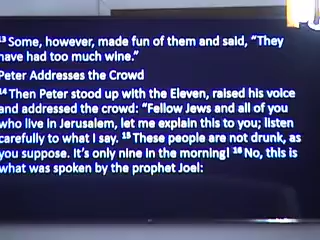 13 Some, however, made fun of them and said, “They
have had too much wine.”
Peter Addresses the Crowd
14 Then Peter stood up with the Eleven, raised his voice
and addressed the crowd: “Fellow Jews and all of you
who live in Jerusalem, let me explain this to you; listen
carefully to what I say. 15 These people are not drunk, as
you suppose. It’s only nine in the morning! 16 No, this is
what was spoken by the prophet Joel: